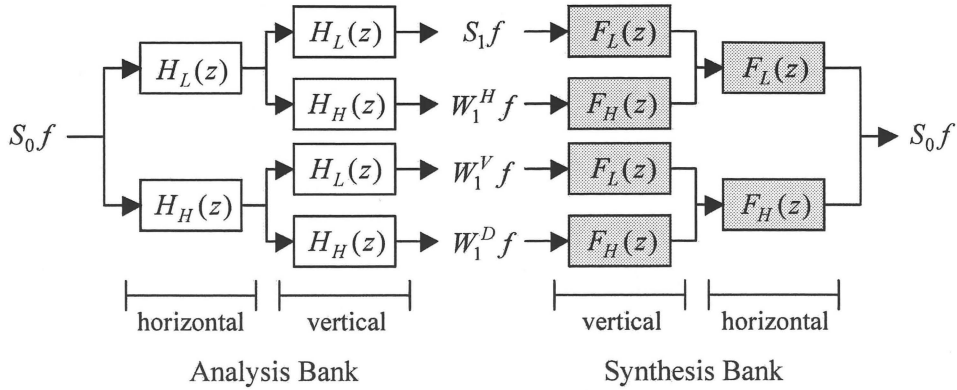 H_L(z) S_1 f F_L(z)
H_L(z) F_L(z)
H_H(z) W_1^H f F_H(z)
S_0 f S_0 f
H_L(z) W_1^V f F_L(z)
H_H(z) F_H(z)
H_H(z) W_1^D f F_H(z)
horizontal vertical vertical horizontal
Analysis Bank Synthesis Bank